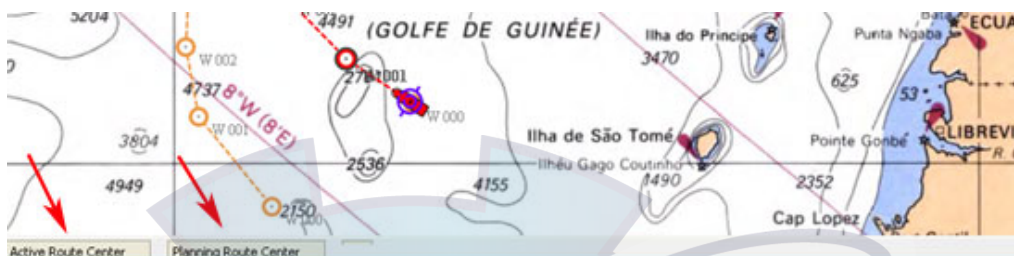 5204
4491
(GOLFE DE GUINÉE)
Ilha do Principe
ECUA
Punta Ngaba
3470
W 002
W 001
625
4737
8°W (8'E)
W 000
53
W 001
3804
Ilha de São Tomé
Pointe Gonbé
LIBREVI
Ilhéu Gago Coutinho
R.
2536
1490
4949
4155
2352
2150
W 000
Cap Lopez
Active Route Center
Planning Route Center